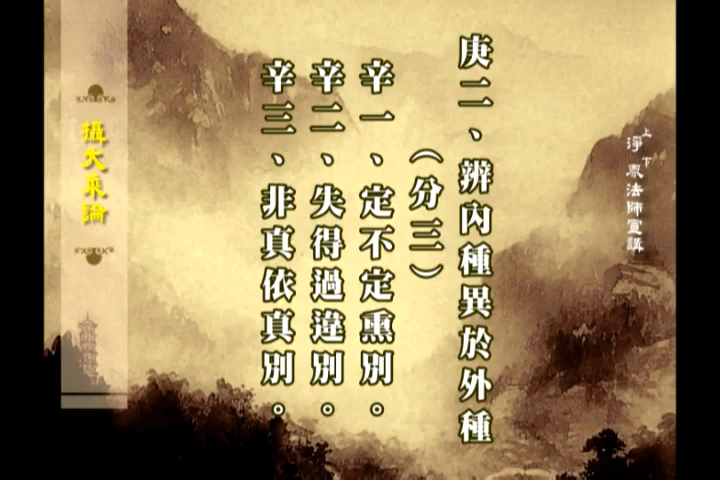 上淨下界法師宣講
庚二、辨內種異於外種
（分三）
辛一、定不定熏別。
辛二、失得過違別。
辛三、非真依真別。
攝大乘論